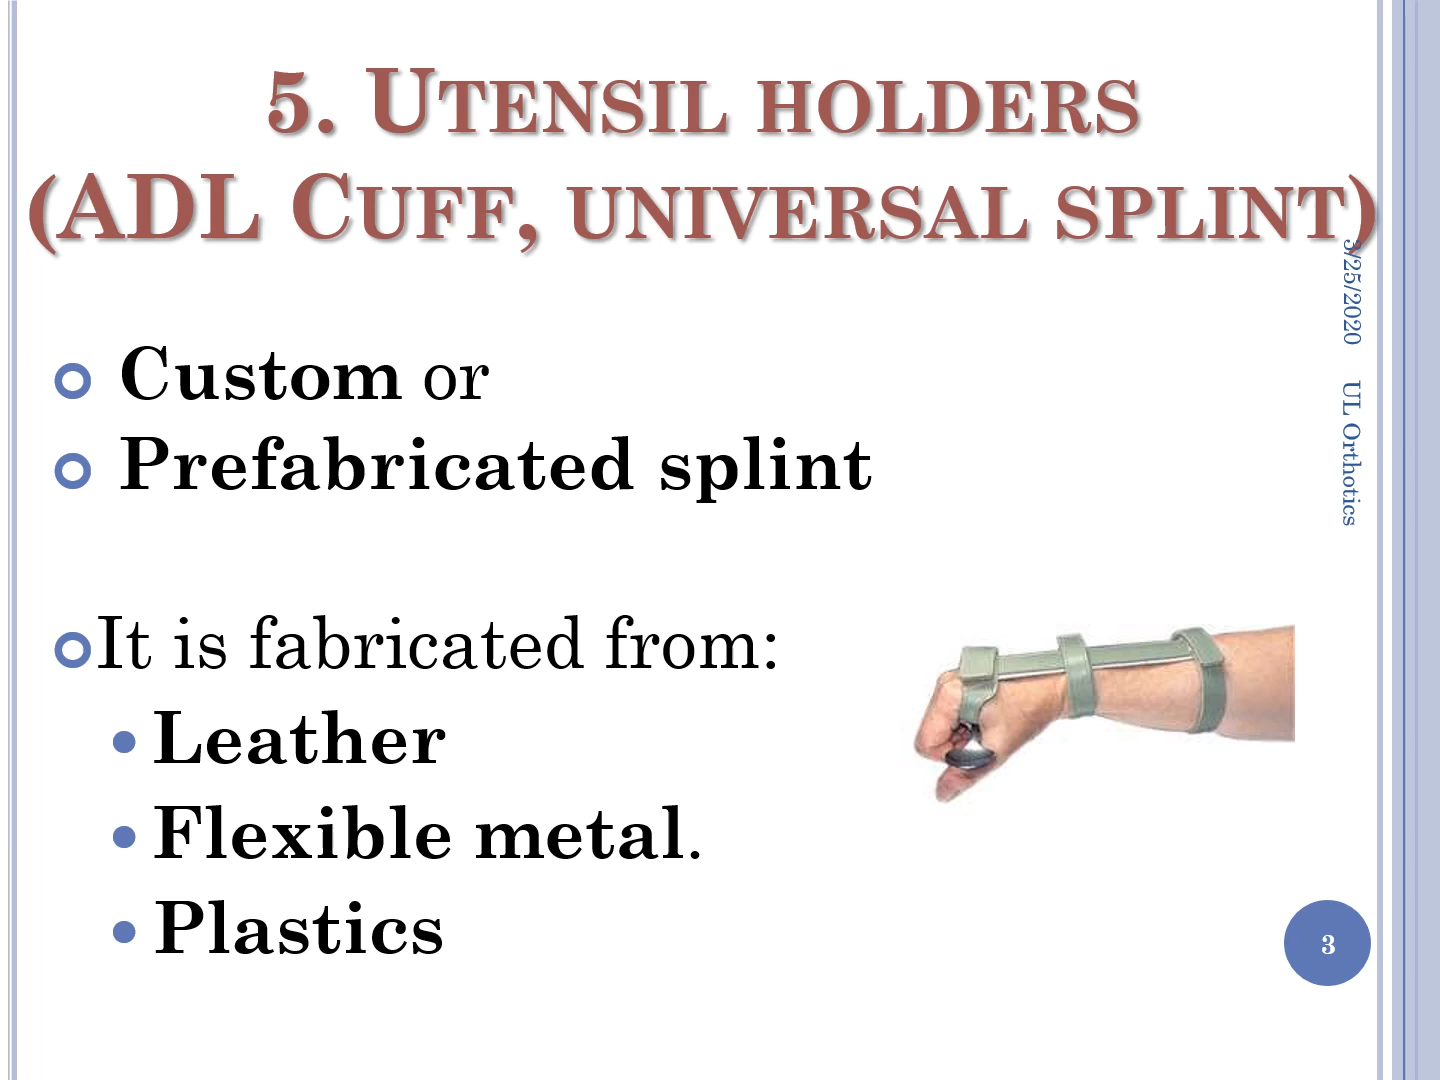 5. UTENSIL HOLDERS
(ADL CUFF, UNIVERSAL SPLINT)
3/25/2020
UL Orthotics
Custom or
Prefabricated splint
It is fabricated from:
Leather
Flexible metal.
Plastics
3